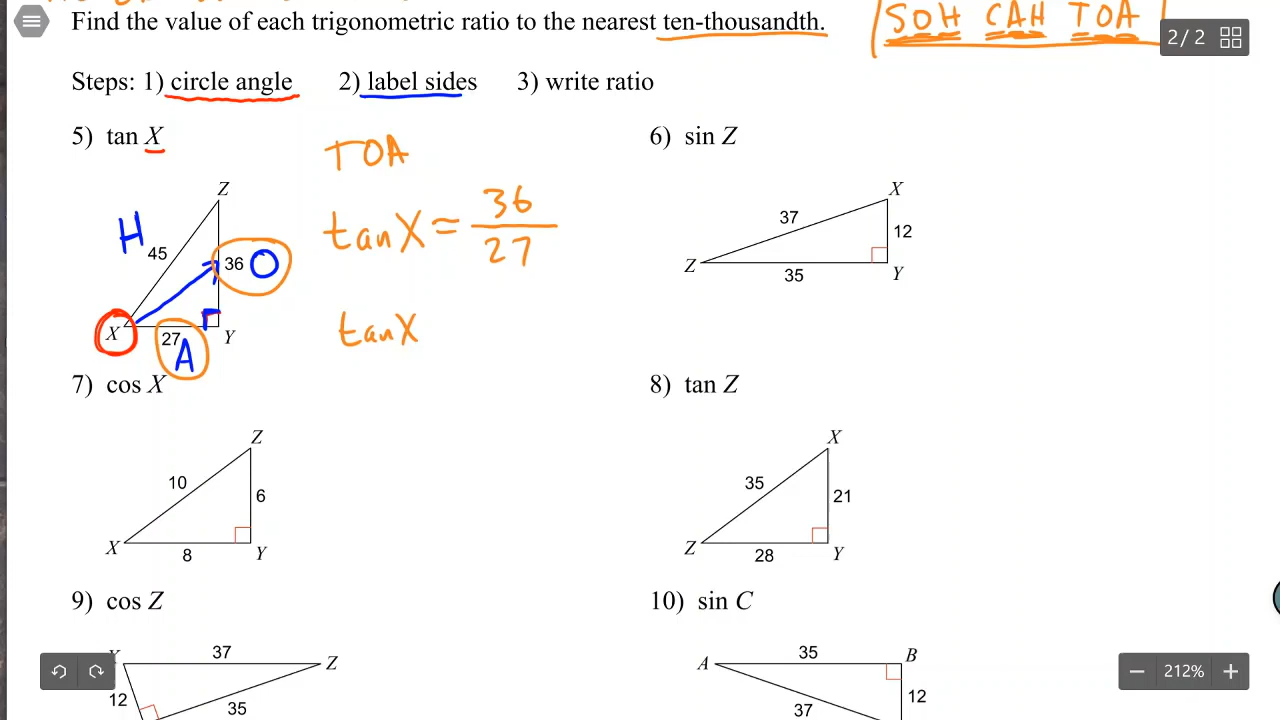 Find the value of each trigonometric ratio to the nearest ten-thousandth.
SOH CAH TOA
2/2
Steps: 1) circle angle 2) label sides 3) write ratio
5) tan X
TOA
tanX = 36/27
tanX
Z
H
45
36
O
X
27
A
Y
6) sin Z
X
37
12
Z
35
Y
7) cos X
Z
10
6
X
8
Y
8) tan Z
X
35
21
Z
28
Y
9) cos Z
37
Z
12
35
10) sin C
A
35
B
12
37
212%